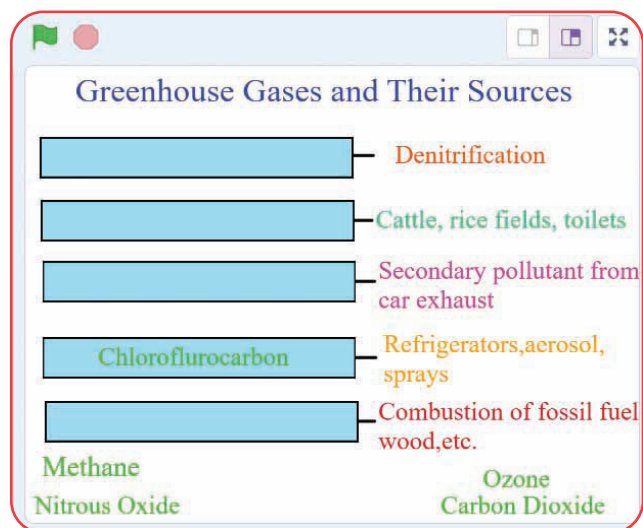 Greenhouse Gases and Their Sources
Denitrification
Cattle, rice fields, toilets
Secondary pollutant from
car exhaust
Chloroflurocarbon
Refrigerators,aerosol,
sprays
Combustion of fossil fuel
wood,etc.
Methane
Ozone
Nitrous Oxide
Carbon Dioxide